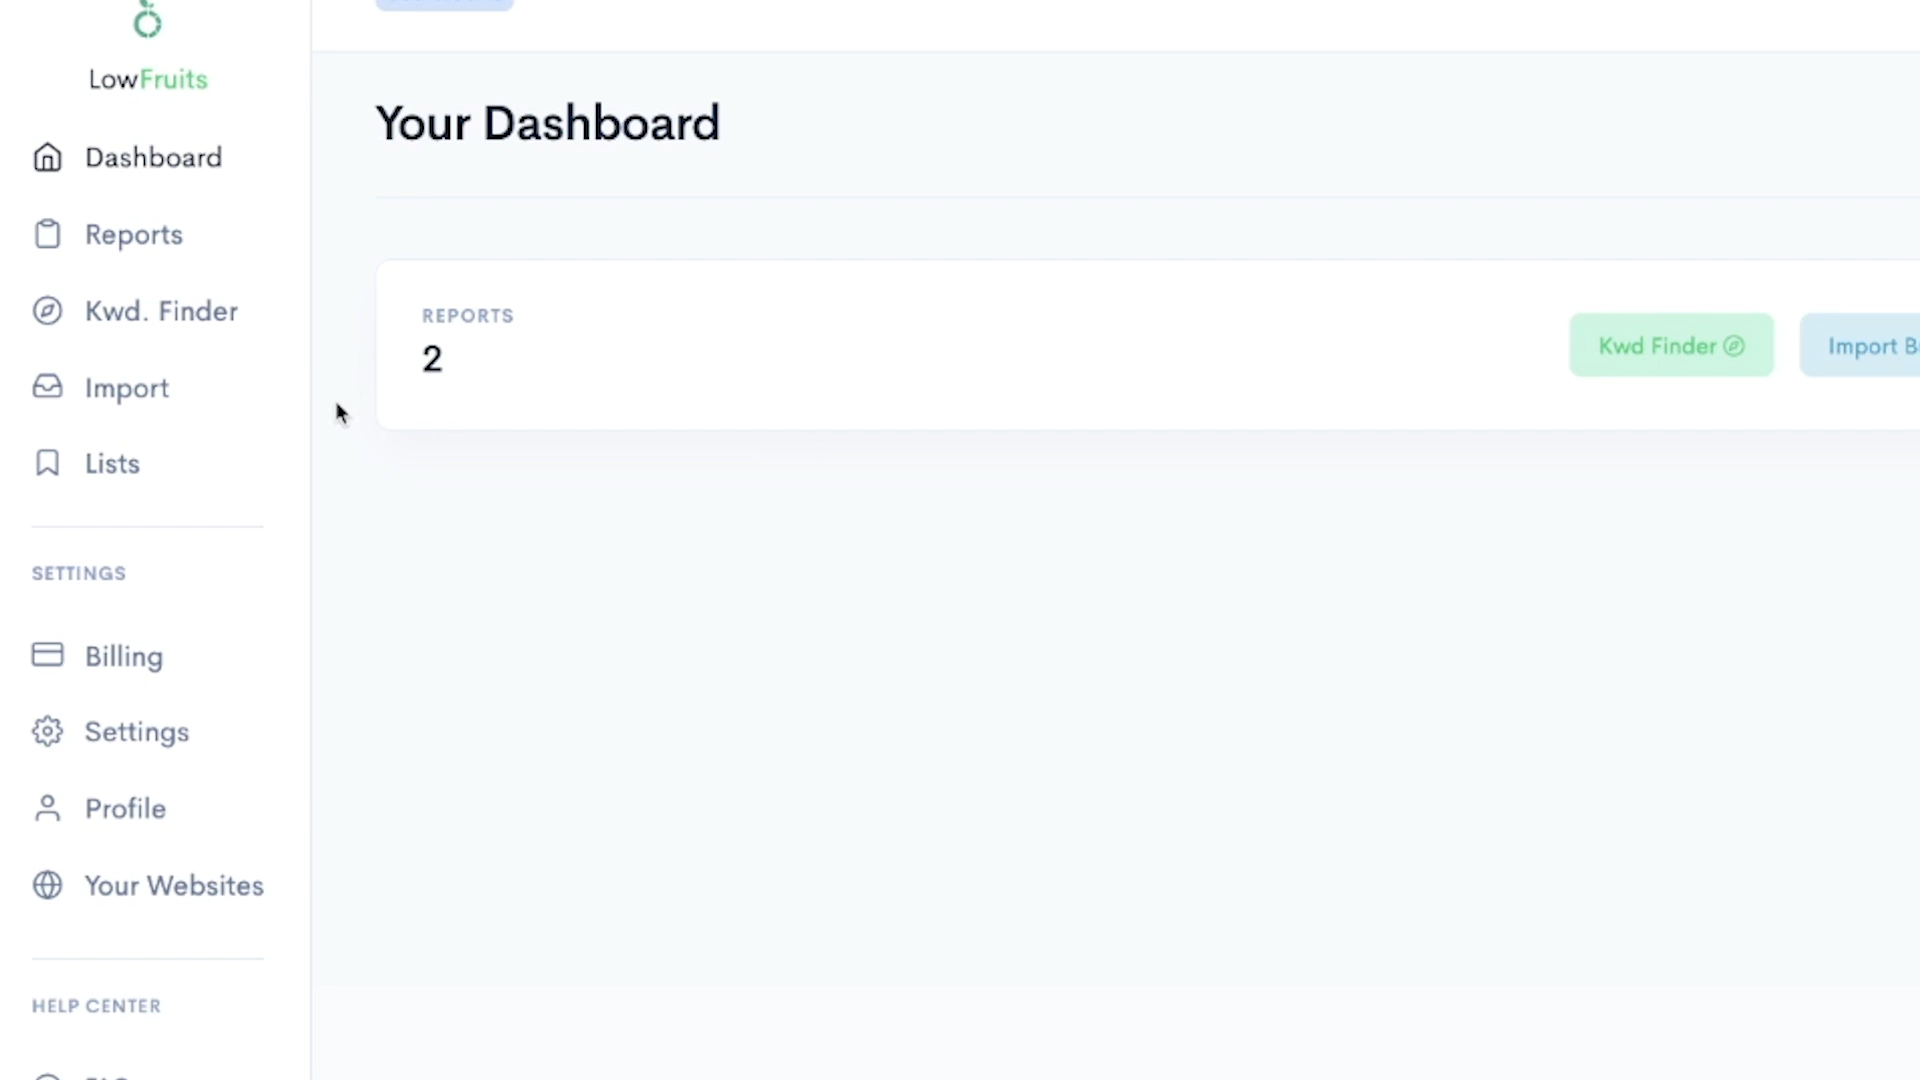 LowFruits
Dashboard
Reports
Kwd. Finder
Import
Lists
SETTINGS
Billing
Settings
Profile
Your Websites
HELP CENTER
Your Dashboard
REPORTS
2
Kwd Finder
Import